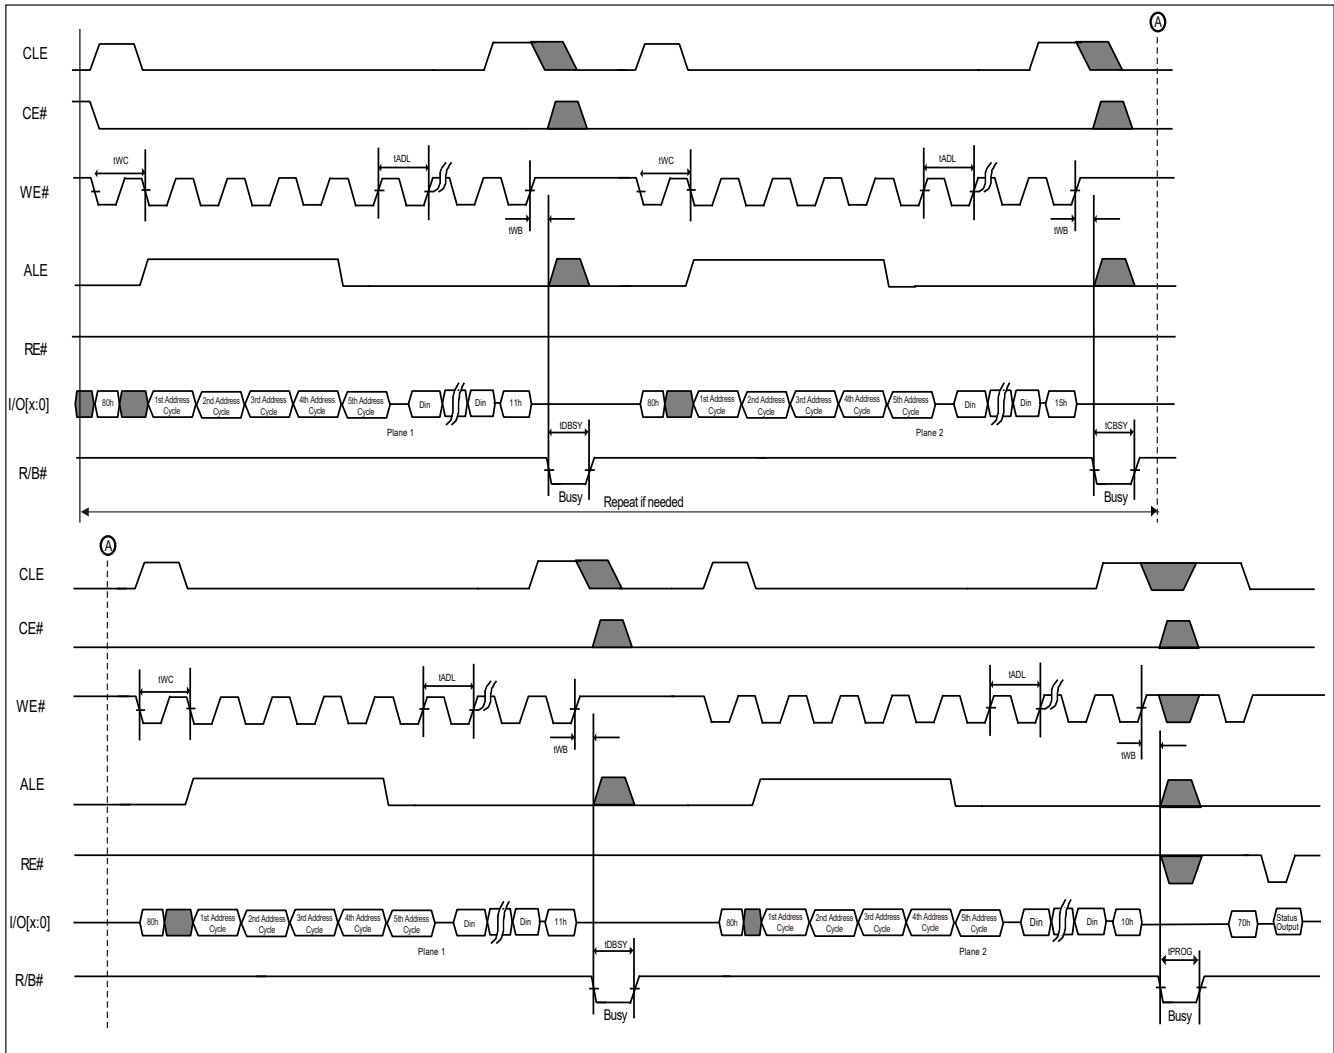 A
CLE
CE#
tWC
tADL
tWC
tADL
WE#
tWB
tWB
ALE
RE#
I/O[x:0]
80h
1st Address Cycle
2nd Address Cycle
3rd Address Cycle
4th Address Cycle
5th Address Cycle
Din
Din
11h
80h
1st Address Cycle
2nd Address Cycle
3rd Address Cycle
4th Address Cycle
5th Address Cycle
Din
Din
15h
Plane 1
Plane 2
tDBSY
tCBSY
R/B#
Busy
Busy
Repeat if needed
A
CLE
CE#
tWC
tADL
tADL
WE#
tWB
tWB
ALE
RE#
I/O[x:0]
80h
1st Address Cycle
2nd Address Cycle
3rd Address Cycle
4th Address Cycle
5th Address Cycle
Din
Din
11h
80h
1st Address Cycle
2nd Address Cycle
3rd Address Cycle
4th Address Cycle
5th Address Cycle
Din
Din
10h
70h
Status Output
Plane 1
Plane 2
tDBSY
tPROG
R/B#
Busy
Busy